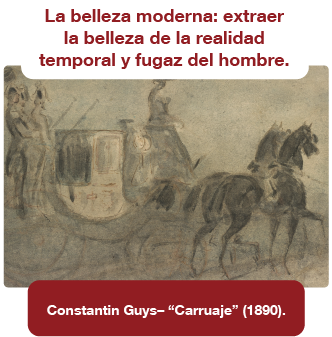 La belleza moderna: extraer
la belleza de la realidad
temporal y fugaz del hombre.
Constantin Guys– “Carruaje” (1890).